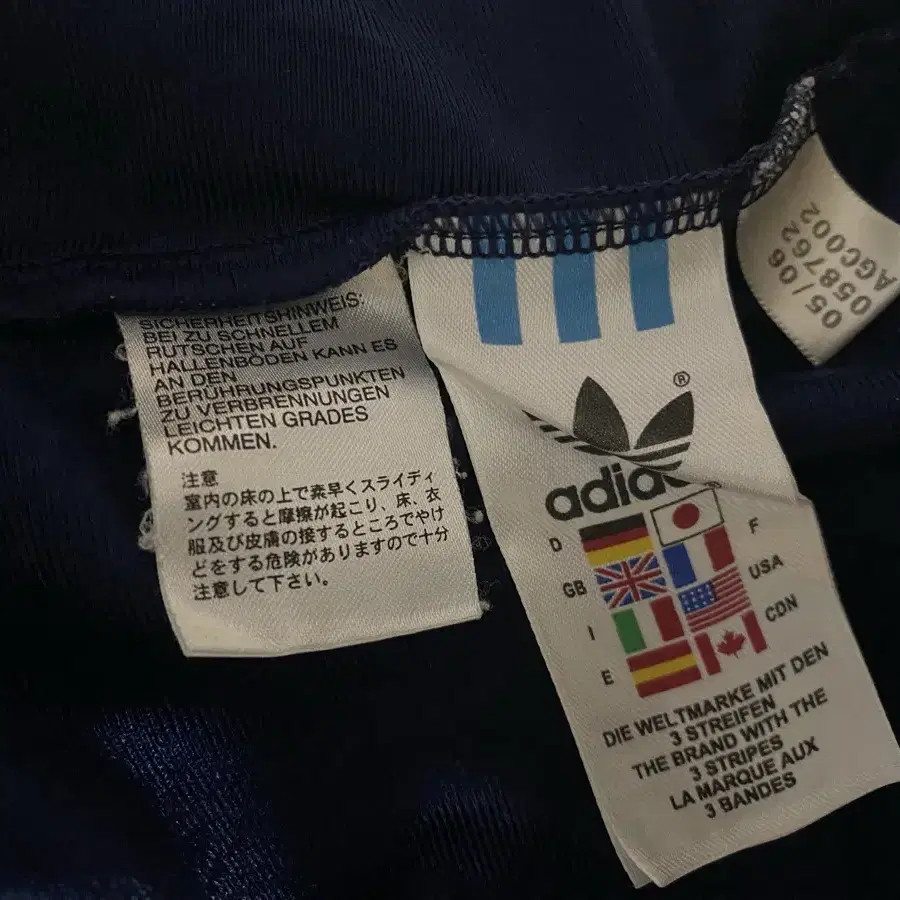 SICHERHEITSHINWEIS:
BEI ZU SCHNELLEM
RUTSCHEN AUF
HALLENBÖDEN KANN ES
AN DEN
BERÜHRUNGSPUNKTEN
ZU VERBRENNUNGEN
LEICHTEN GRADES
KOMMEN.
注意
室内の床の上で素早くスライディ
ングすると摩擦が起こり、床、衣
服及び皮膚の接するところでやけ
どをする危険がありますので十分
注意して下さい。
®
adidas
D
F
GB
USA
I
CDN
E
DIE WELTMARKE MIT DEN
3 STREIFEN
THE BRAND WITH THE
3 STRIPES
LA MARQUE AUX
3 BANDES
05/06
058762
AGC002